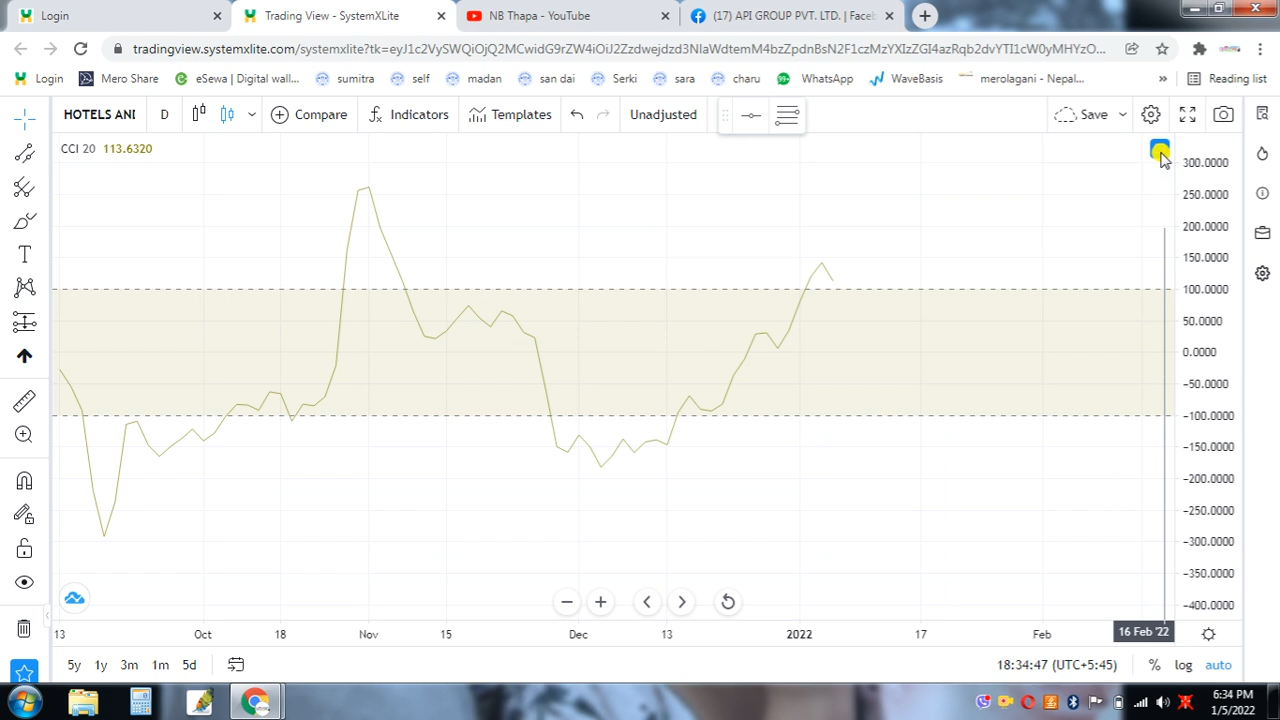 Login
Trading View - SystemXLite
NB Thapa - YouTube
(17) API GROUP PVT. LTD. | Faceb
tradingview.systemxlite.com/systemxlite?tk=
Login
Mero Share
eSewa | Digital wall...
sumitra
self
madan
san dai
Serki
sara
charu
99+
WhatsApp
WaveBasis
merolagani - Nepal...
»
Reading list
HOTELS ANI
D
Compare
Indicators
Templates
Unadjusted
Save
CCI 20 113.6320
300.0000
250.0000
200.0000
150.0000
100.0000
50.0000
0.0000
-50.0000
-100.0000
-150.0000
-200.0000
-250.0000
-300.0000
-350.0000
-400.0000
13
Oct
18
Nov
15
Dec
13
2022
17
Feb
16 Feb '22
5y
1y
3m
1m
5d
18:34:47 (UTC+5:45)
%
log
auto
6:34 PM
1/5/2022